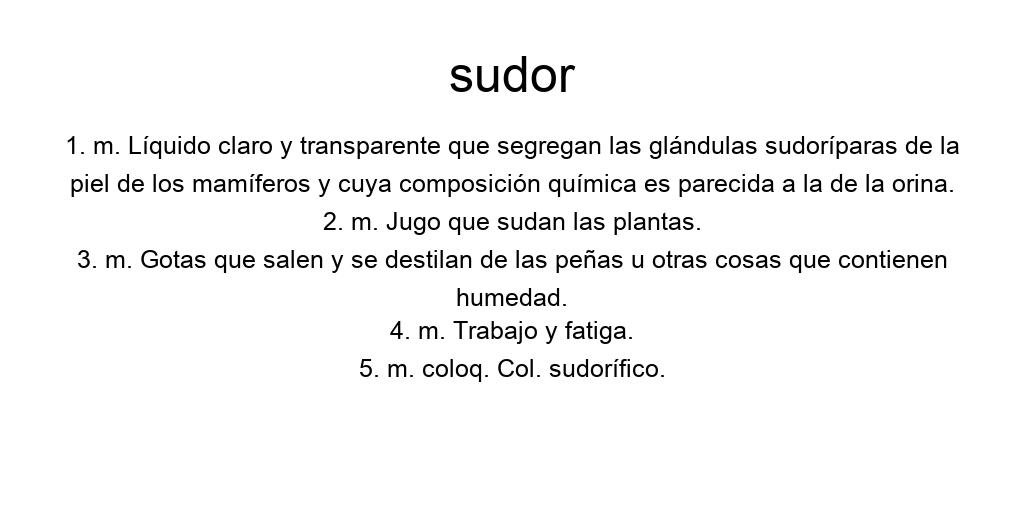 sudor
1. m. Líquido claro y transparente que segregan las glándulas sudoríparas de la
piel de los mamíferos y cuya composición química es parecida a la de la orina.
2. m. Jugo que sudan las plantas.
3. m. Gotas que salen y se destilan de las peñas u otras cosas que contienen
humedad.
4. m. Trabajo y fatiga.
5. m. coloq. Col. sudorífico.